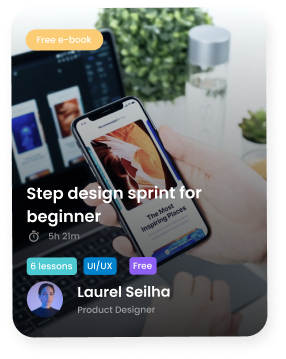 Free e-book
The Most
Inspiring Places
Step design sprint for
beginner
5h 21m
6 lessons
UI/UX
Free
Laurel Seilha
Product Designer